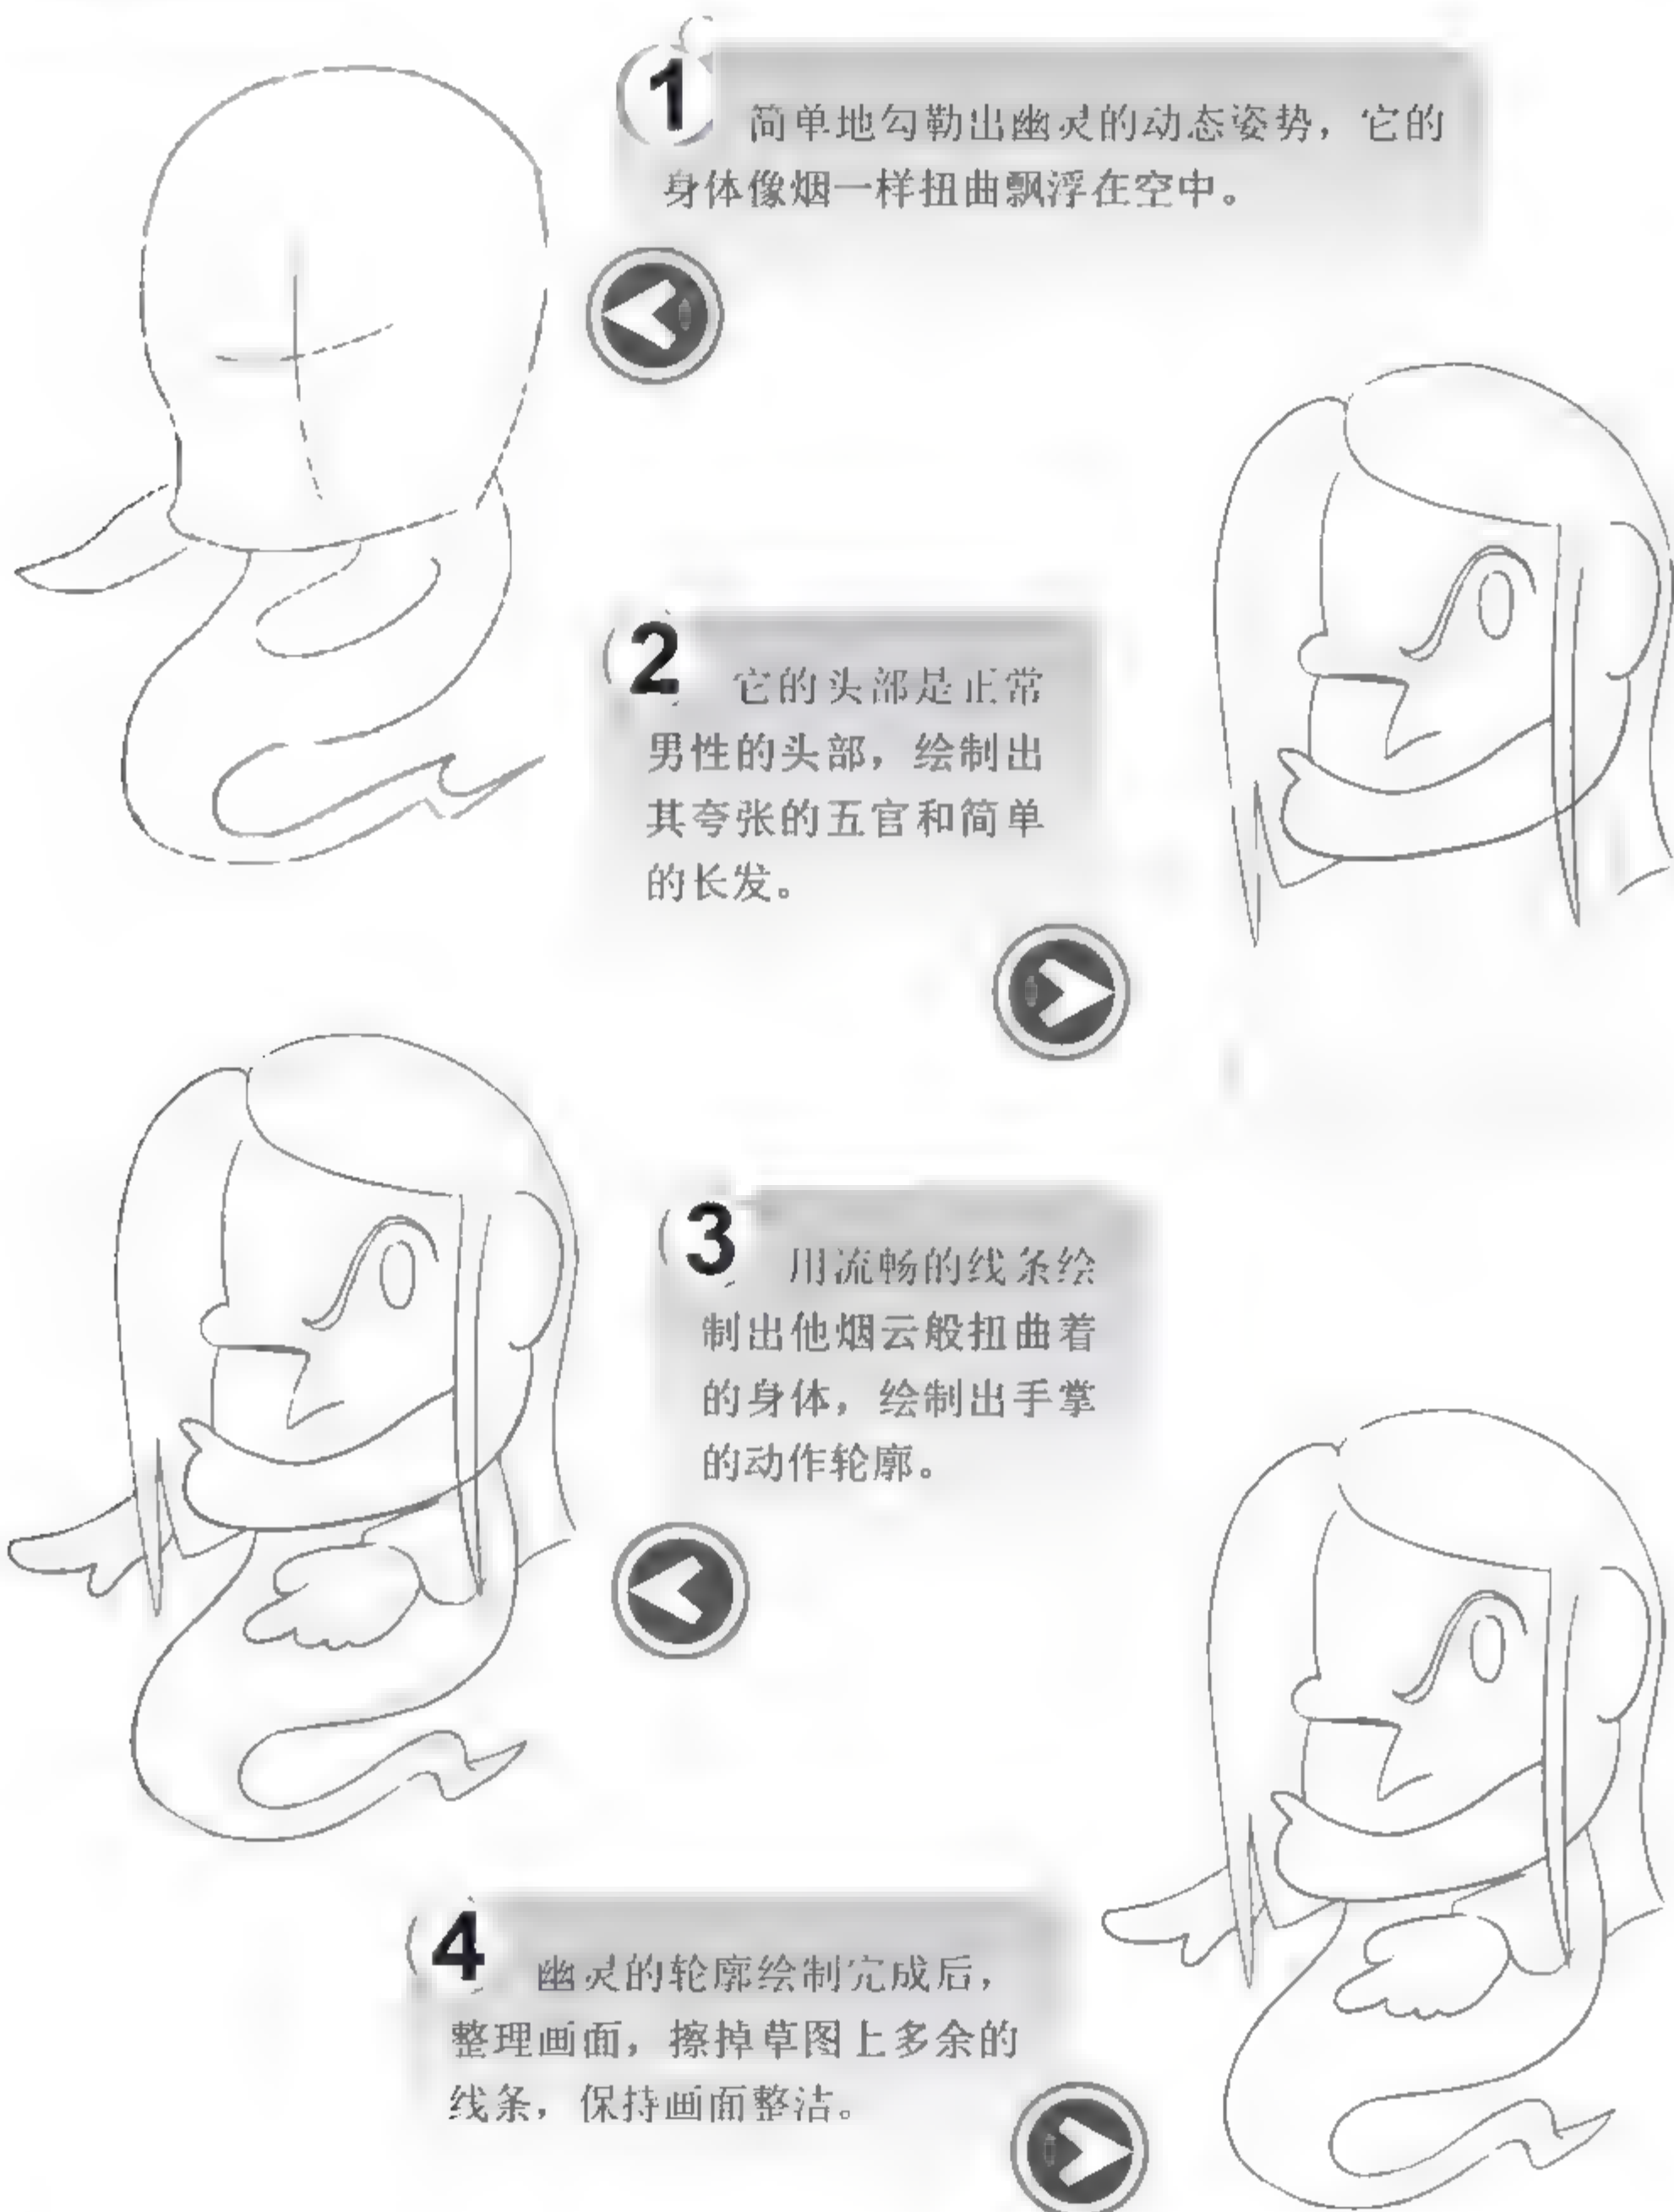 1
简单地勾勒出幽灵的动态姿势，它的
身体像烟一样扭曲飘浮在空中。
2
它的头部是正常
男性的头部，绘制出
其夸张的五官和简单
的长发。
3
用流畅的线条绘
制出他烟云般扭曲着
的身体，绘制出手掌
的动作轮廓。
4
幽灵的轮廓绘制完成后，
整理画面，擦掉草图上多余的
线条，保持画面整洁。